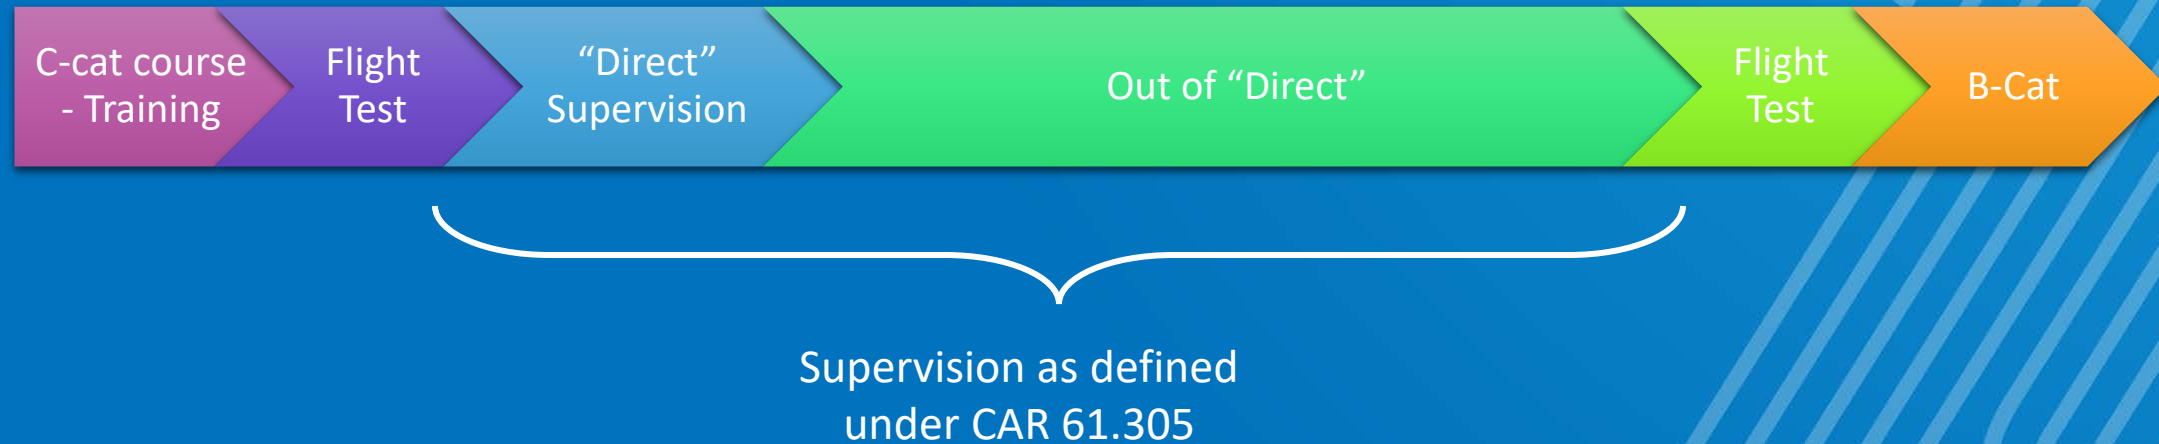 C-cat course
- Training
Flight
Test
“Direct”
Supervision
Out of “Direct”
Flight
Test
B-Cat
Supervision as defined
under CAR 61.305